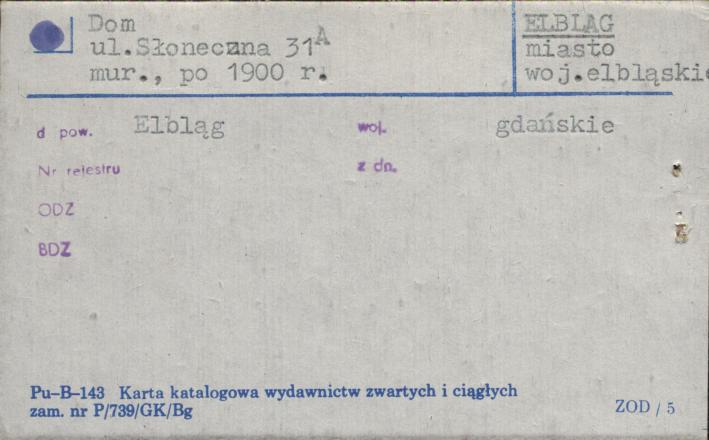 Dom
ul.Słoneczna 31A
mur., po 1900 r.
ELBLĄG
miasto
woj.elbląskie
d pow. Elbląg woj. gdańskie
Nr rejestru z dn.
ODZ
BDZ
Pu-B-143 Karta katalogowa wydawnictw zwartych i ciągłych
zam. nr P/739/GK/Bg
ZOD / 5